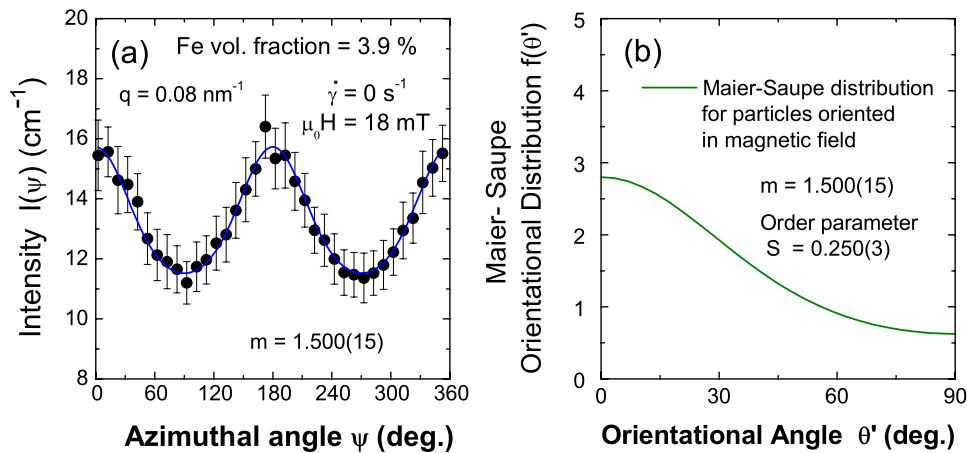 (a)
Fe vol. fraction = 3.9 %
q = 0.08 nm⁻¹
γ̇ = 0 s⁻¹
μ₀H = 18 mT
m = 1.500(15)
Intensity I(ψ) (cm⁻¹)
20
18
16
14
12
10
8
0 60 120 180 240 300 360
Azimuthal angle ψ (deg.)
(b)
Maier-Saupe distribution
for particles oriented
in magnetic field
m = 1.500(15)
Order parameter
S = 0.250(3)
Maier- Saupe
Orientational Distribution f(θ')
5
4
3
2
1
0
0 30 60 90
Orientational Angle θ' (deg.)